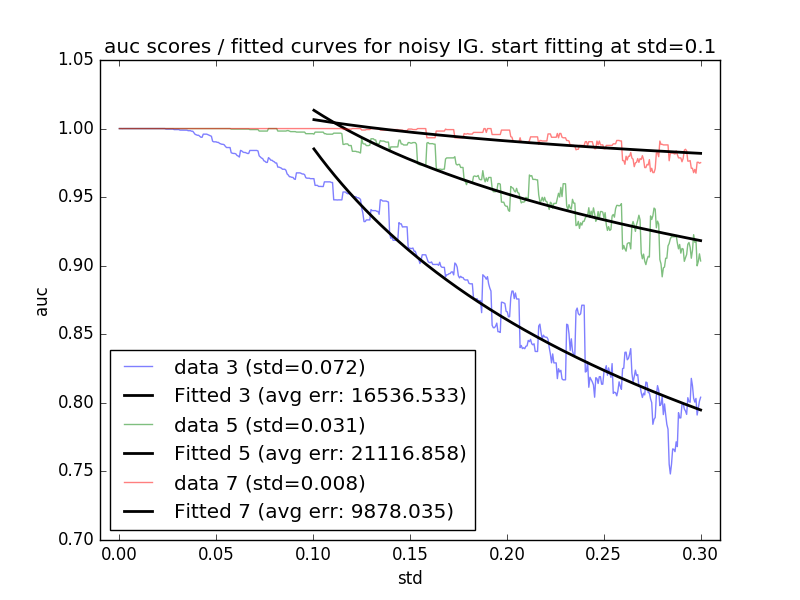 auc scores / fitted curves for noisy IG. start fitting at std=0.1
1.05
1.00
0.95
0.90
0.85
0.80
0.75
0.70
auc
data 3 (std=0.072)
Fitted 3 (avg err: 16536.533)
data 5 (std=0.031)
Fitted 5 (avg err: 21116.858)
data 7 (std=0.008)
Fitted 7 (avg err: 9878.035)
0.00 0.05 0.10 0.15 0.20 0.25 0.30
std